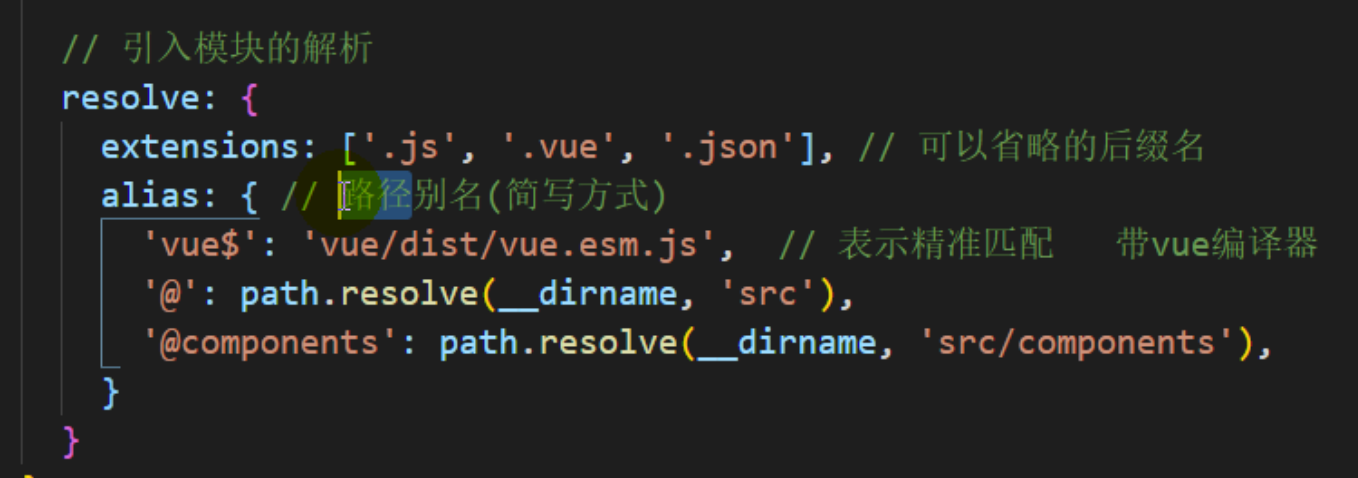 // 引入模块的解析
resolve: {
extensions: ['.js', '.vue', '.json'], // 可以省略的后缀名
alias: { // 路径别名(简写方式)
'vue$': 'vue/dist/vue.esm.js', // 表示精准匹配 带vue编译器
'@': path.resolve(__dirname, 'src'),
'@components': path.resolve(__dirname, 'src/components'),
}
}